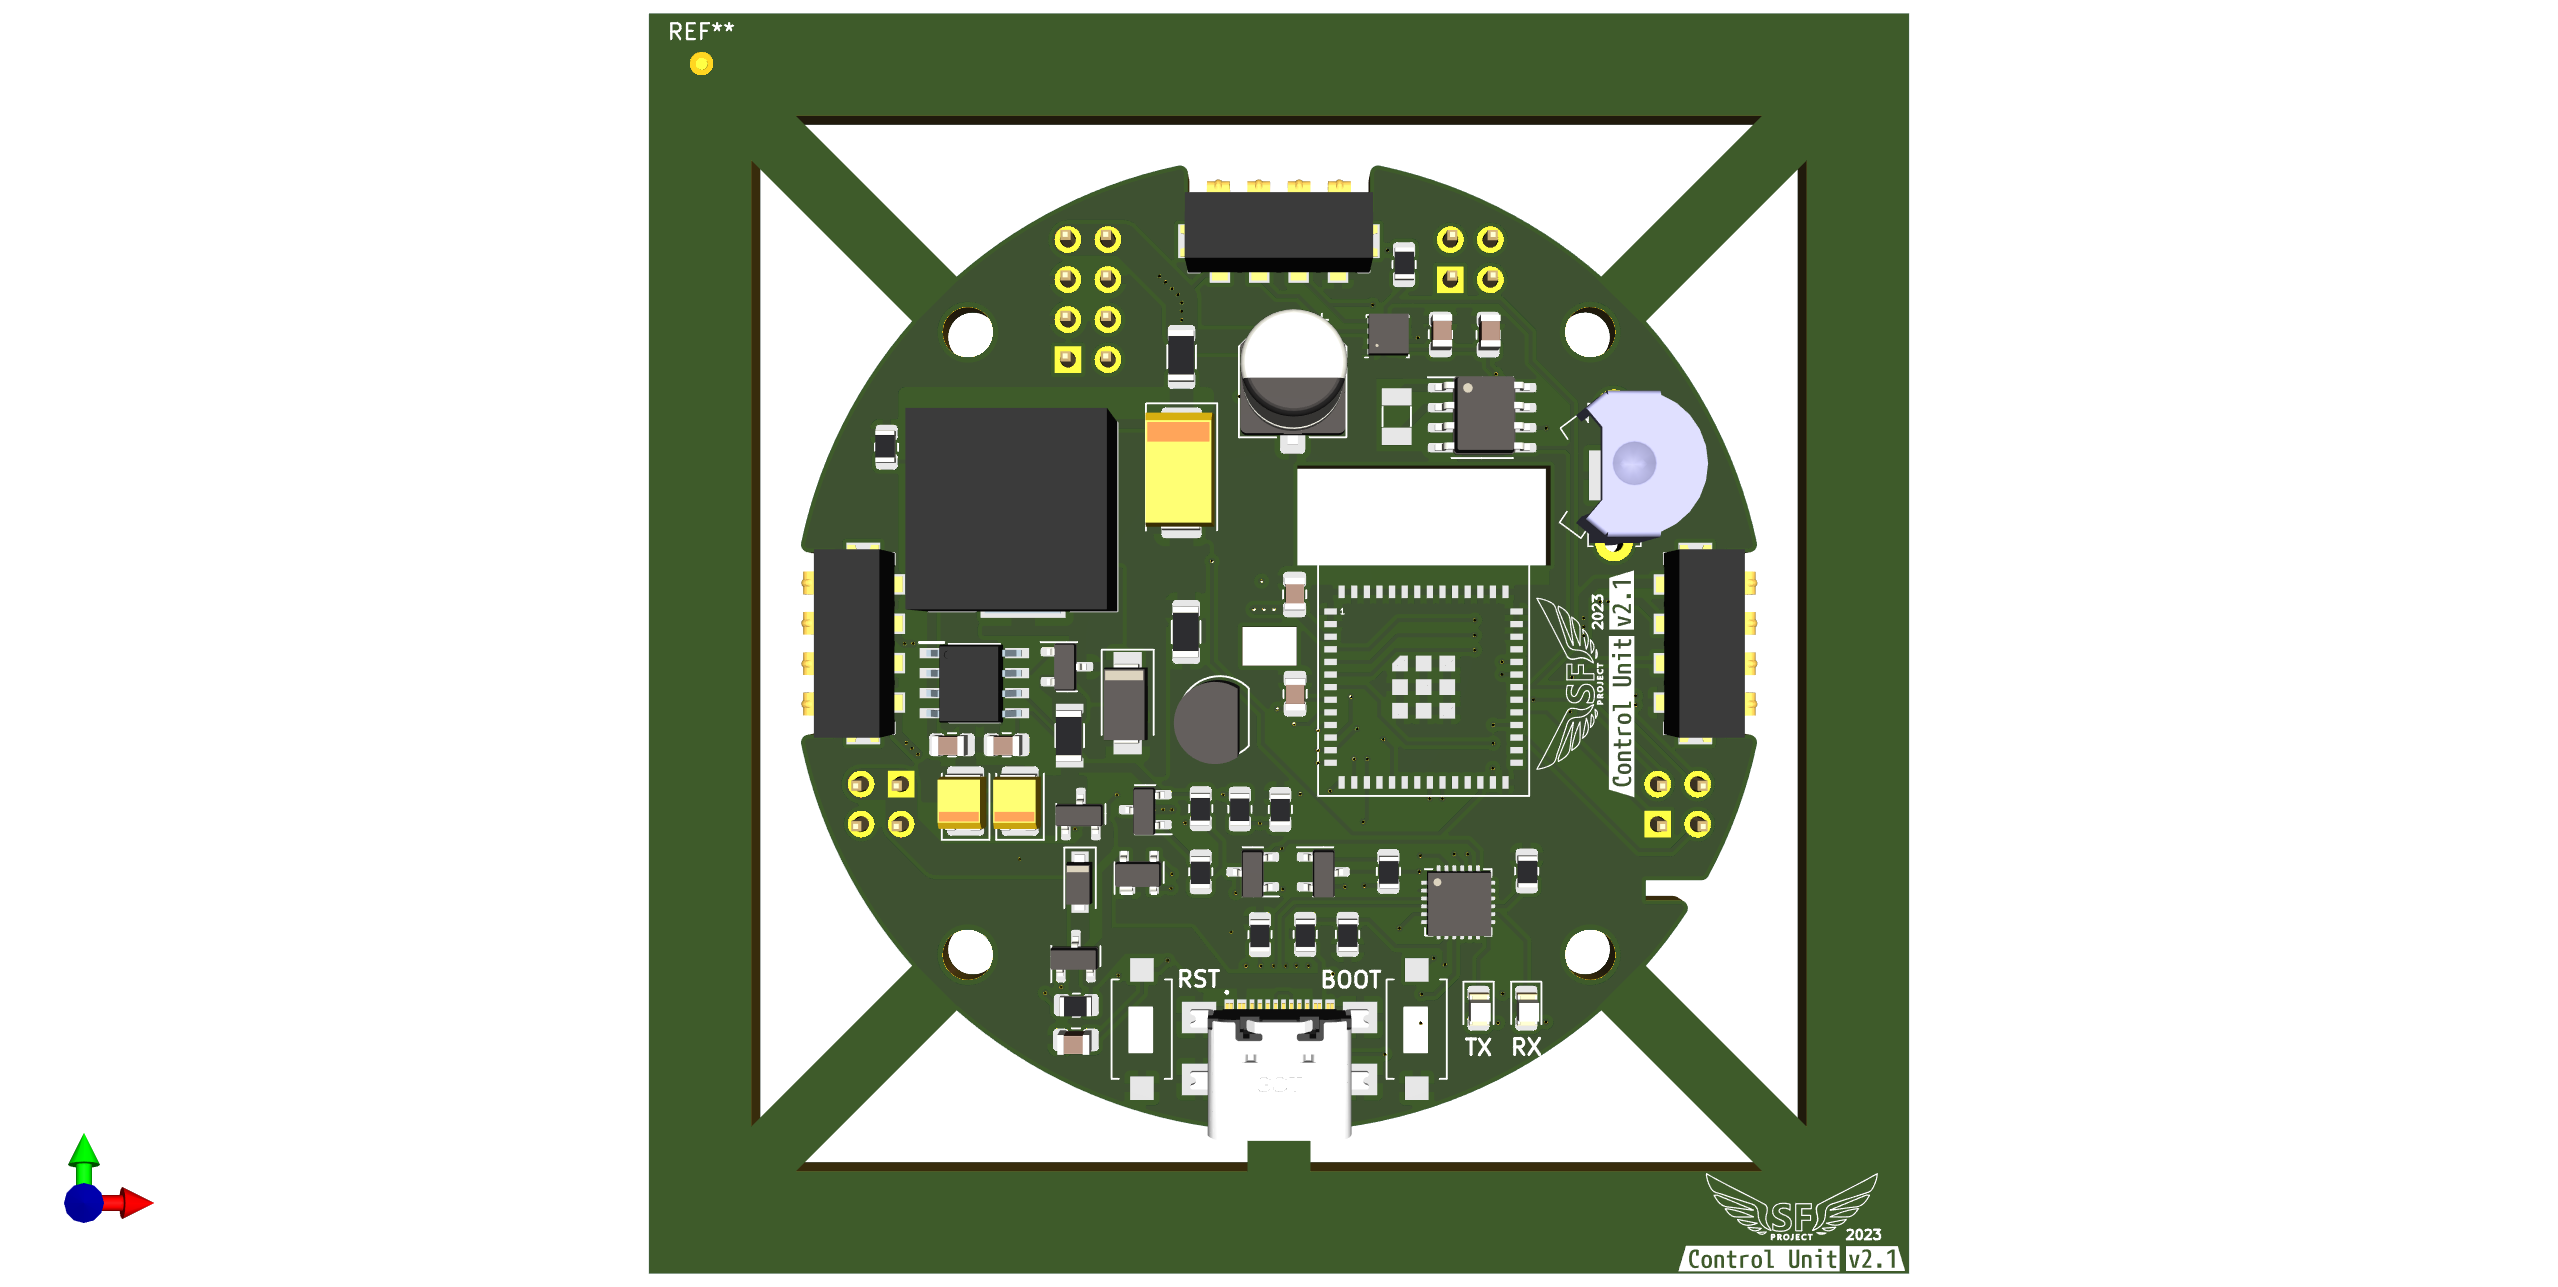 REF**
1
2023
SF
PROJECT
Control Unit v2.1
RST
BOOT
TX RX
SF
PROJECT
2023
Control Unit v2.1